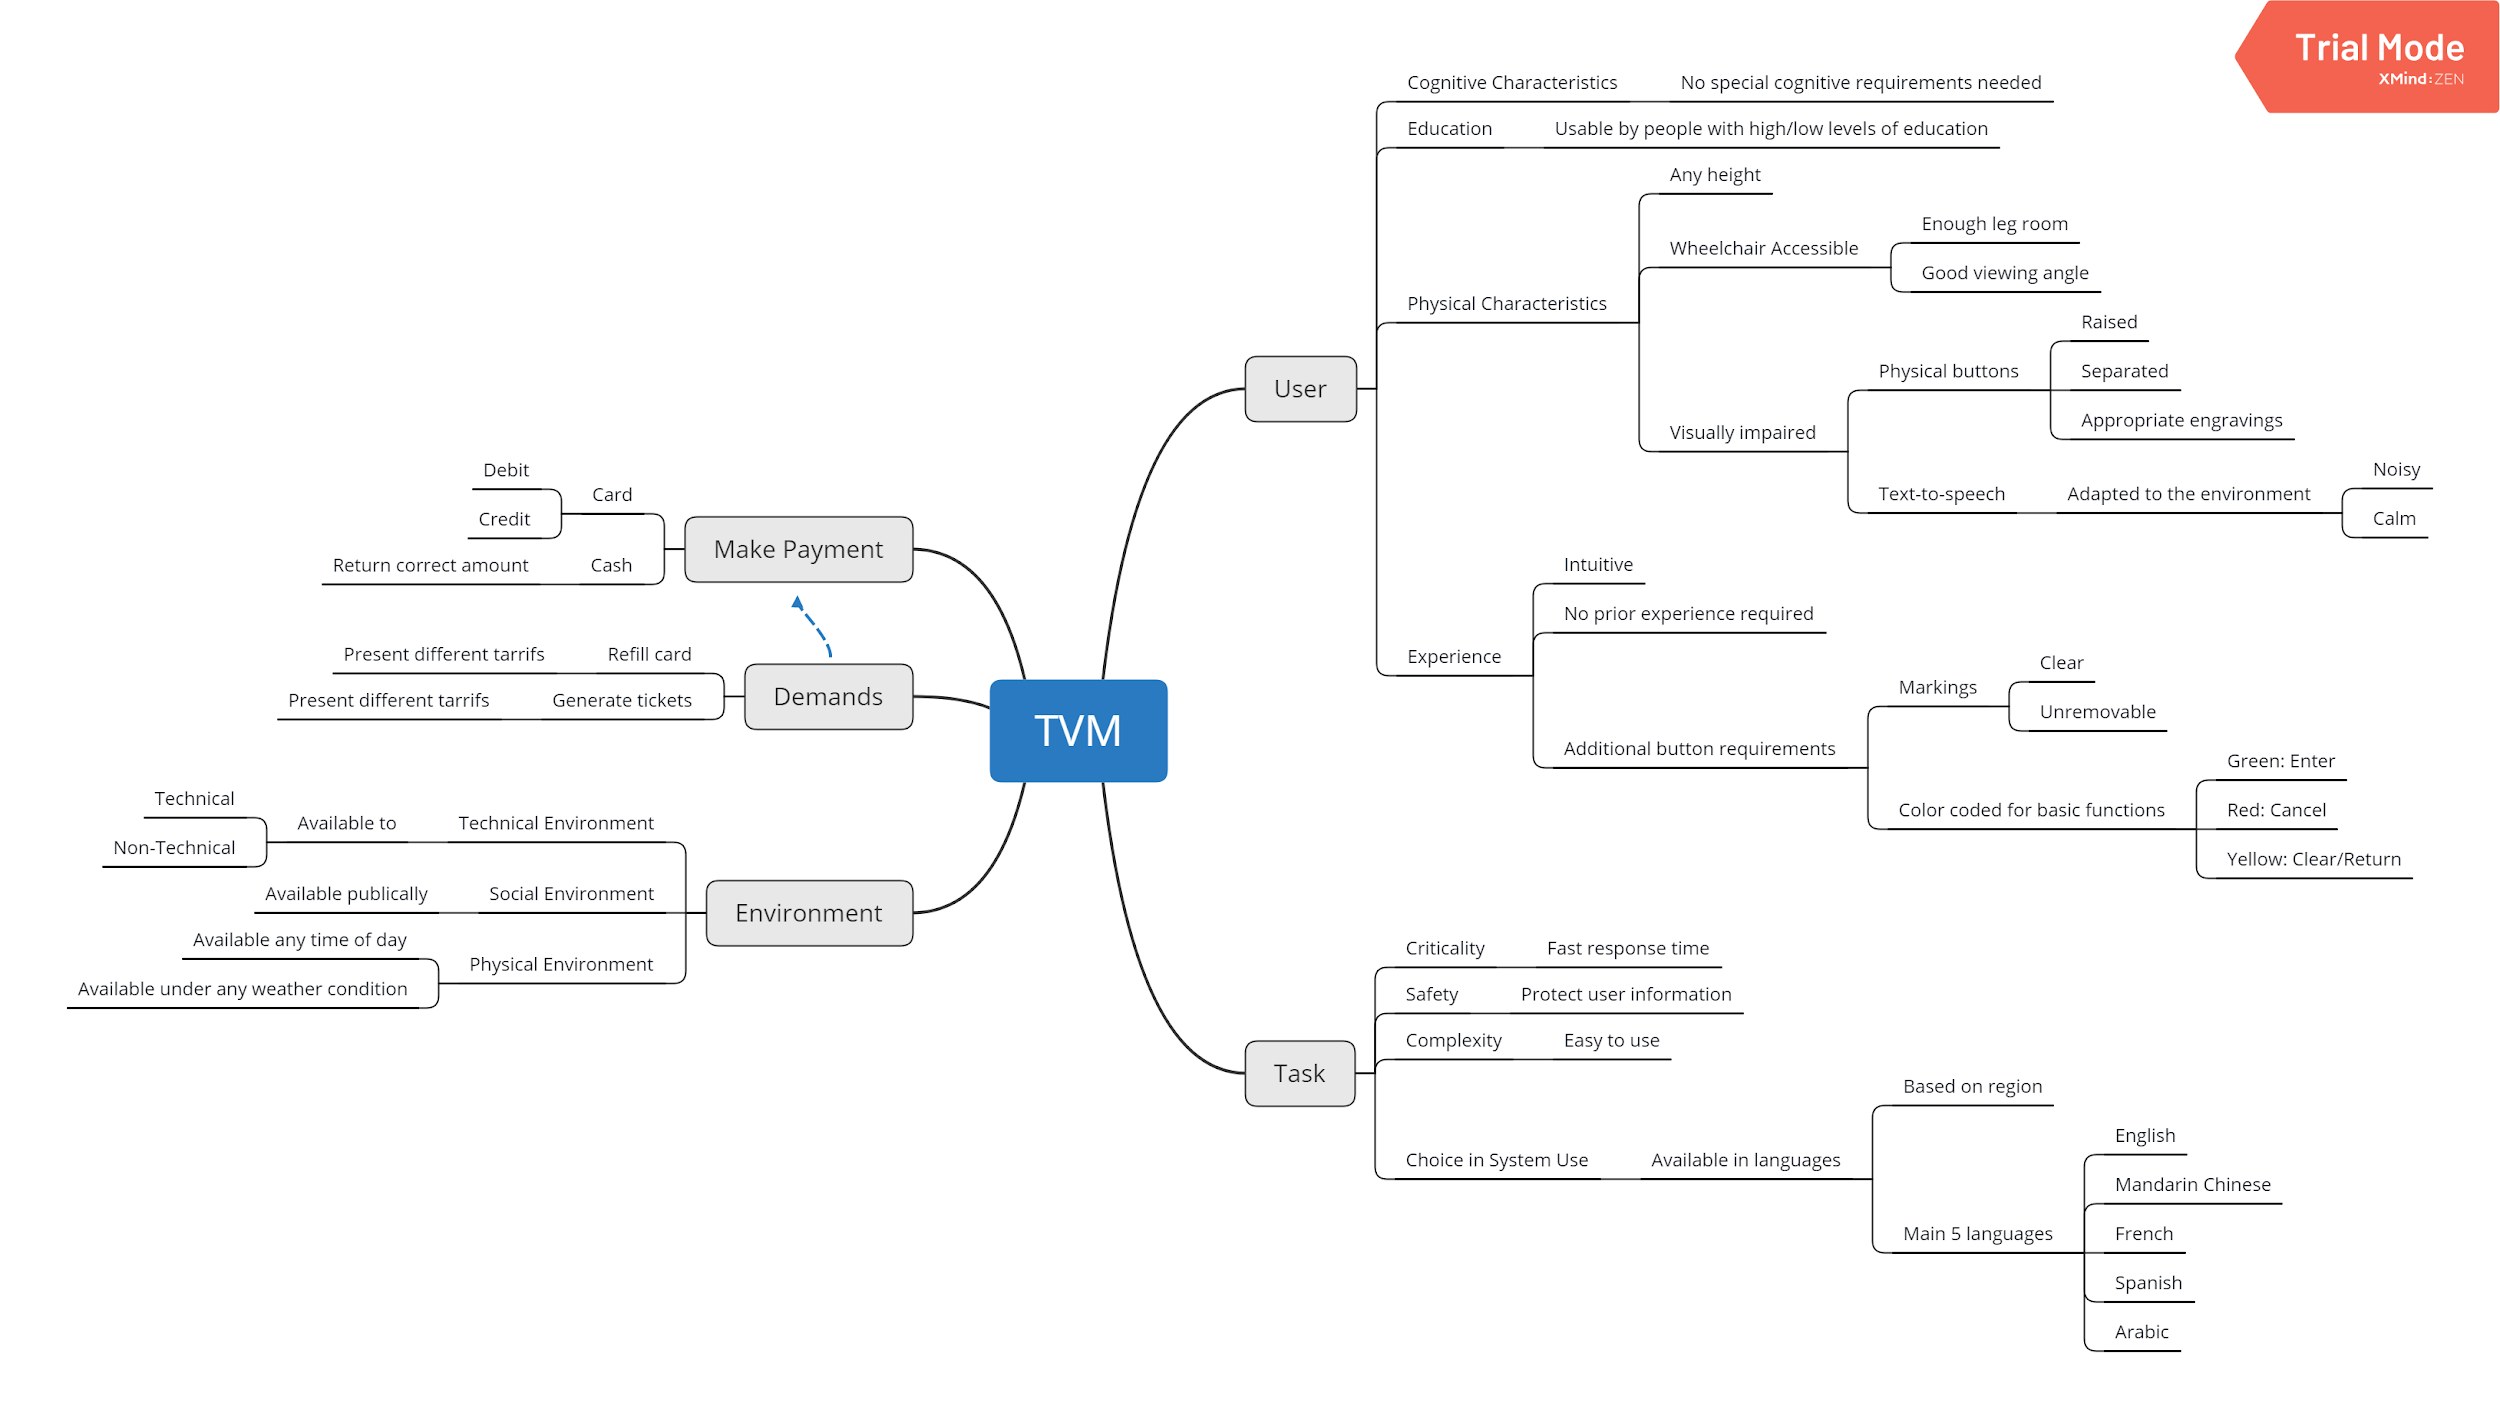 Trial Mode
XMind:ZEN
TVM
User
Cognitive Characteristics
No special cognitive requirements needed
Education
Usable by people with high/low levels of education
Physical Characteristics
Any height
Wheelchair Accessible
Enough leg room
Good viewing angle
Visually impaired
Physical buttons
Raised
Separated
Appropriate engravings
Text-to-speech
Adapted to the environment
Noisy
Calm
Experience
Intuitive
No prior experience required
Additional button requirements
Markings
Clear
Unremovable
Color coded for basic functions
Green: Enter
Red: Cancel
Yellow: Clear/Return
Task
Criticality
Fast response time
Safety
Protect user information
Complexity
Easy to use
Choice in System Use
Available in languages
Based on region
Main 5 languages
English
Mandarin Chinese
French
Spanish
Arabic
Make Payment
Card
Debit
Credit
Cash
Return correct amount
Demands
Refill card
Present different tarrifs
Generate tickets
Present different tarrifs
Environment
Technical Environment
Available to
Technical
Non-Technical
Social Environment
Available publically
Physical Environment
Available any time of day
Available under any weather condition